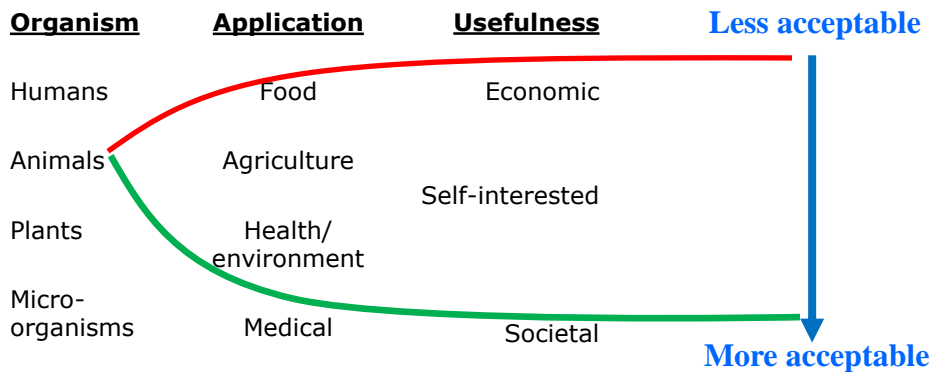 Organism Application Usefulness Less acceptable
Humans Food Economic
Animals Agriculture
Self-interested
Plants Health/
environment
Micro-
organisms Medical Societal
More acceptable